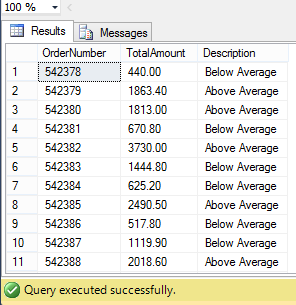 100 %
Results Messages
OrderNumber TotalAmount Description
1 542378 440.00 Below Average
2 542379 1863.40 Above Average
3 542380 1813.00 Above Average
4 542381 670.80 Below Average
5 542382 3730.00 Above Average
6 542383 1444.80 Below Average
7 542384 625.20 Below Average
8 542385 2490.50 Above Average
9 542386 517.80 Below Average
10 542387 1119.90 Below Average
11 542388 2018.60 Above Average
Query executed successfully.